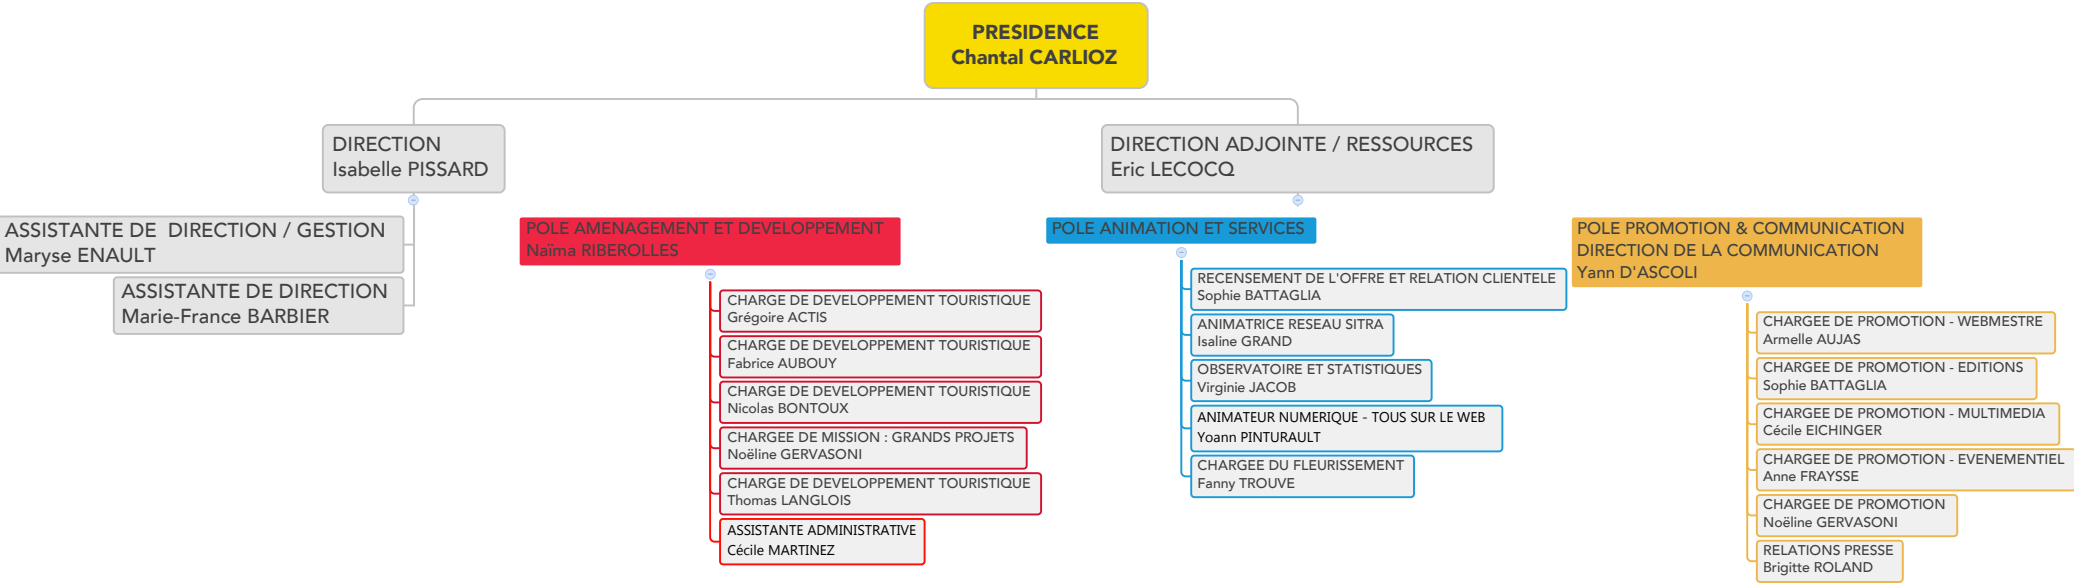 PRESIDENCE
Chantal CARLIOZ
DIRECTION
Isabelle PISSARD
DIRECTION ADJOINTE / RESSOURCES
Eric LECOCQ
ASSISTANTE DE  DIRECTION / GESTION
Maryse ENAULT
ASSISTANTE DE DIRECTION
Marie-France BARBIER
POLE AMENAGEMENT ET DEVELOPPEMENT
Naïma RIBEROLLES
CHARGE DE DEVELOPPEMENT TOURISTIQUE
Grégoire ACTIS
CHARGE DE DEVELOPPEMENT TOURISTIQUE
Fabrice AUBOUY
CHARGE DE DEVELOPPEMENT TOURISTIQUE
Nicolas BONTOUX
CHARGEE DE MISSION : GRANDS PROJETS
Noëline GERVASONI
CHARGE DE DEVELOPPEMENT TOURISTIQUE
Thomas LANGLOIS
ASSISTANTE ADMINISTRATIVE
Cécile MARTINEZ
POLE ANIMATION ET SERVICES
RECENSEMENT DE L'OFFRE ET RELATION CLIENTELE
Sophie BATTAGLIA
ANIMATRICE RESEAU SITRA
Isaline GRAND
OBSERVATOIRE ET STATISTIQUES
Virginie JACOB
ANIMATEUR NUMERIQUE - TOUS SUR LE WEB
Yoann PINTURAULT
CHARGEE DU FLEURISSEMENT
Fanny TROUVE
POLE PROMOTION & COMMUNICATION
DIRECTION DE LA COMMUNICATION
Yann D'ASCOLI
CHARGEE DE PROMOTION - WEBMESTRE
Armelle AUJAS
CHARGEE DE PROMOTION - EDITIONS
Sophie BATTAGLIA
CHARGEE DE PROMOTION - MULTIMEDIA
Cécile EICHINGER
CHARGEE DE PROMOTION - EVENEMENTIEL
Anne FRAYSSE
CHARGEE DE PROMOTION
Noëline GERVASONI
RELATIONS PRESSE
Brigitte ROLAND